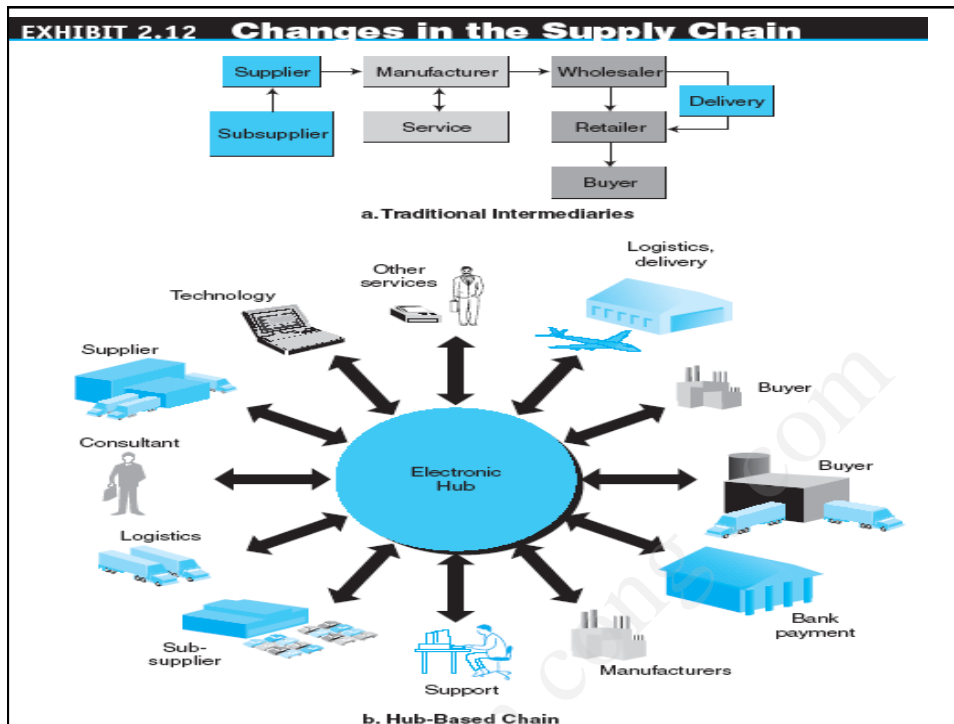 EXHIBIT 2.12 Changes in the Supply Chain
Supplier
Manufacturer
Wholesaler
Delivery
Subsupplier
Service
Retailer
Buyer
a. Traditional Intermediaries
Logistics,
delivery
Other
services
Technology
Supplier
Buyer
Consultant
Buyer
Electronic
Hub
Logistics
Bank
payment
Sub-
supplier
Manufacturers
Support
b. Hub-Based Chain
cong . com